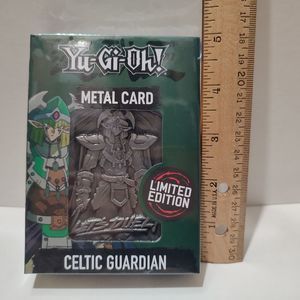 Yu-Gi-Oh!
METAL CARD
LIMITED
EDITION
CELTIC GUARDIAN